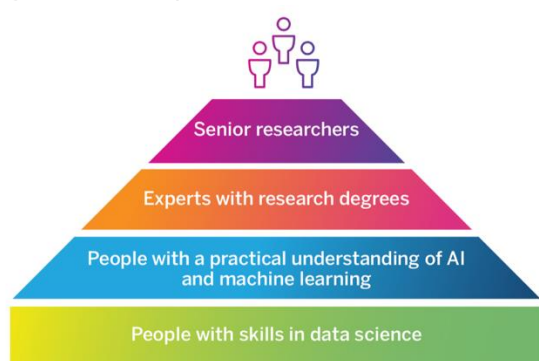 Senior researchers
Experts with research degrees
People with a practical understanding of AI
and machine learning
People with skills in data science